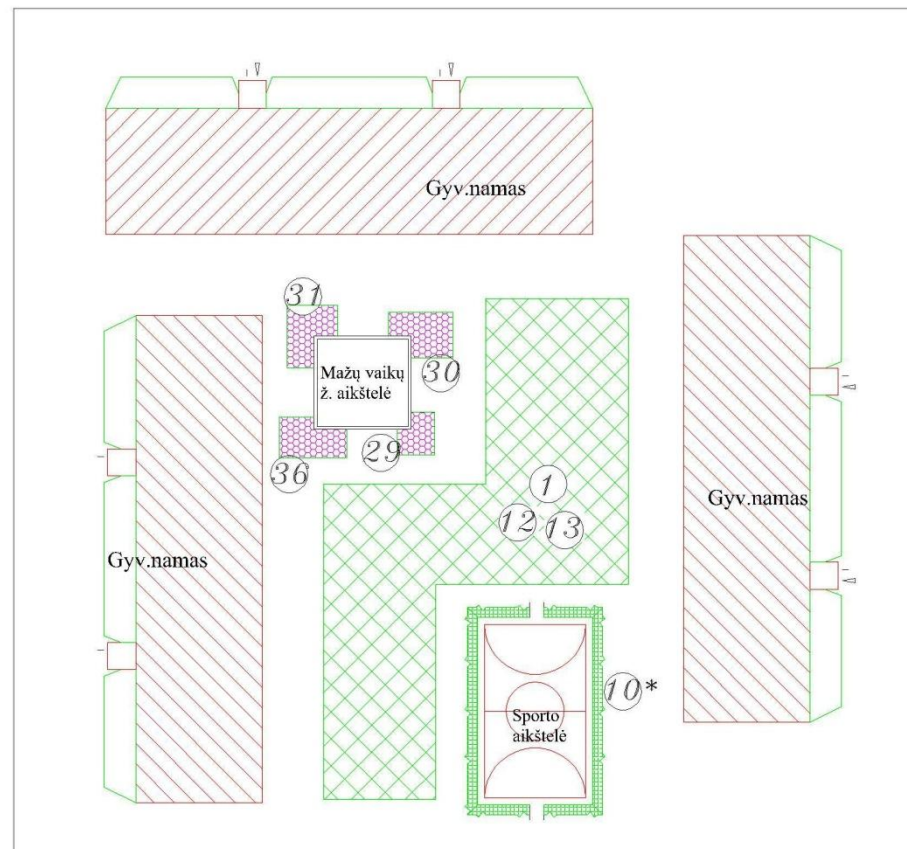 Gyv.namas
31
Mažų vaikų
ž. aikštelė
30
36
29
1
12
13
Gyv.namas
Gyv.namas
10*
Sporto
aikštelė